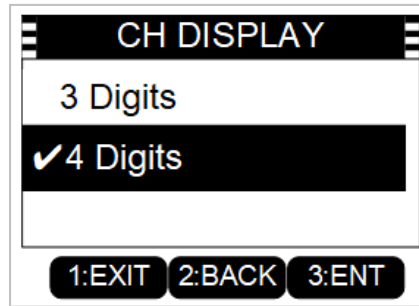 CH DISPLAY
3 Digits
✔4 Digits
1:EXIT 2:BACK 3:ENT